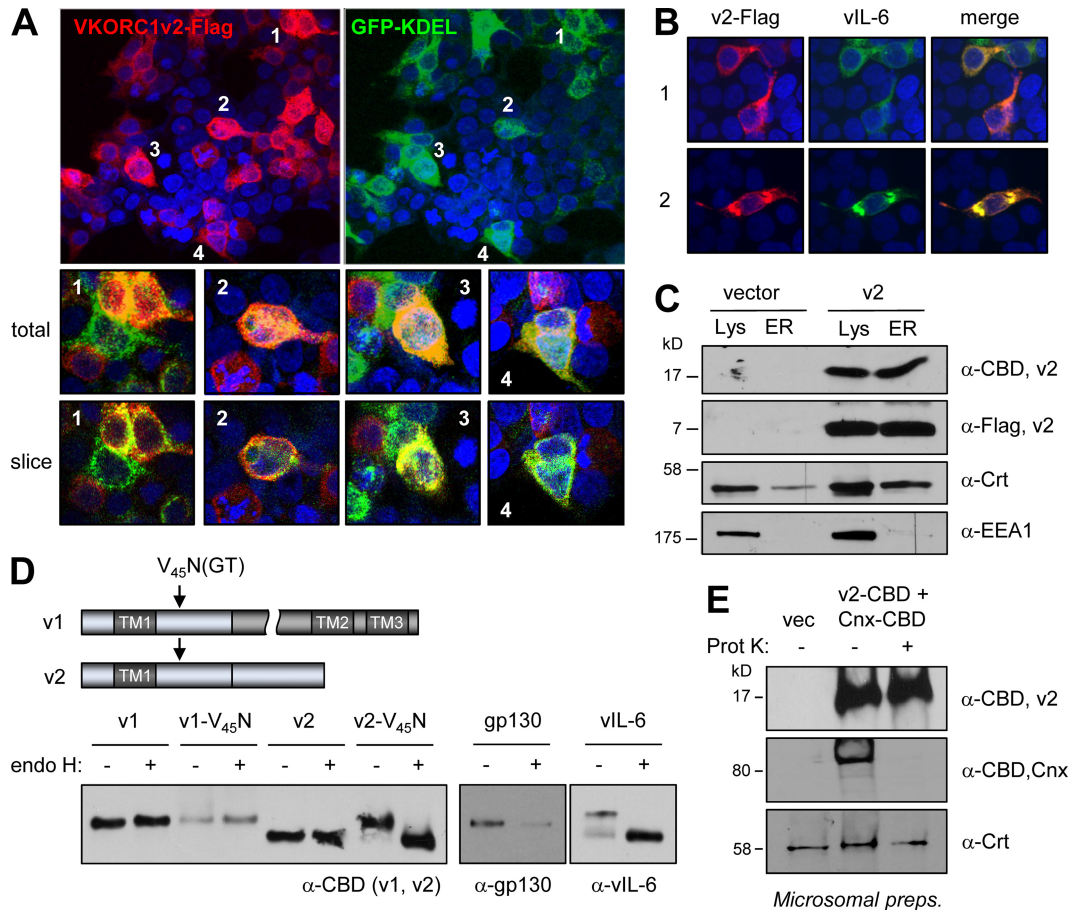 A
VKORC1v2-Flag
GFP-KDEL
1
2
3
4
1
2
3
4
total
1
2
3
4
slice
1
2
3
4
B
v2-Flag
vIL-6
merge
1
2
C
vector
v2
Lys
ER
Lys
ER
kD
17
α-CBD, v2
7
α-Flag, v2
58
α-Crt
175
α-EEA1
D
V45N(GT)
v1
TM1
TM2
TM3
v2
TM1
v1
v1-V45N
v2
v2-V45N
gp130
vIL-6
endo H: - + - + - + - + - + - +
α-CBD (v1, v2)
α-gp130
α-vIL-6
E
v2-CBD +
vec
Cnx-CBD
Prot K: - - +
kD
17
α-CBD, v2
80
α-CBD,Cnx
58
α-Crt
Microsomal preps.